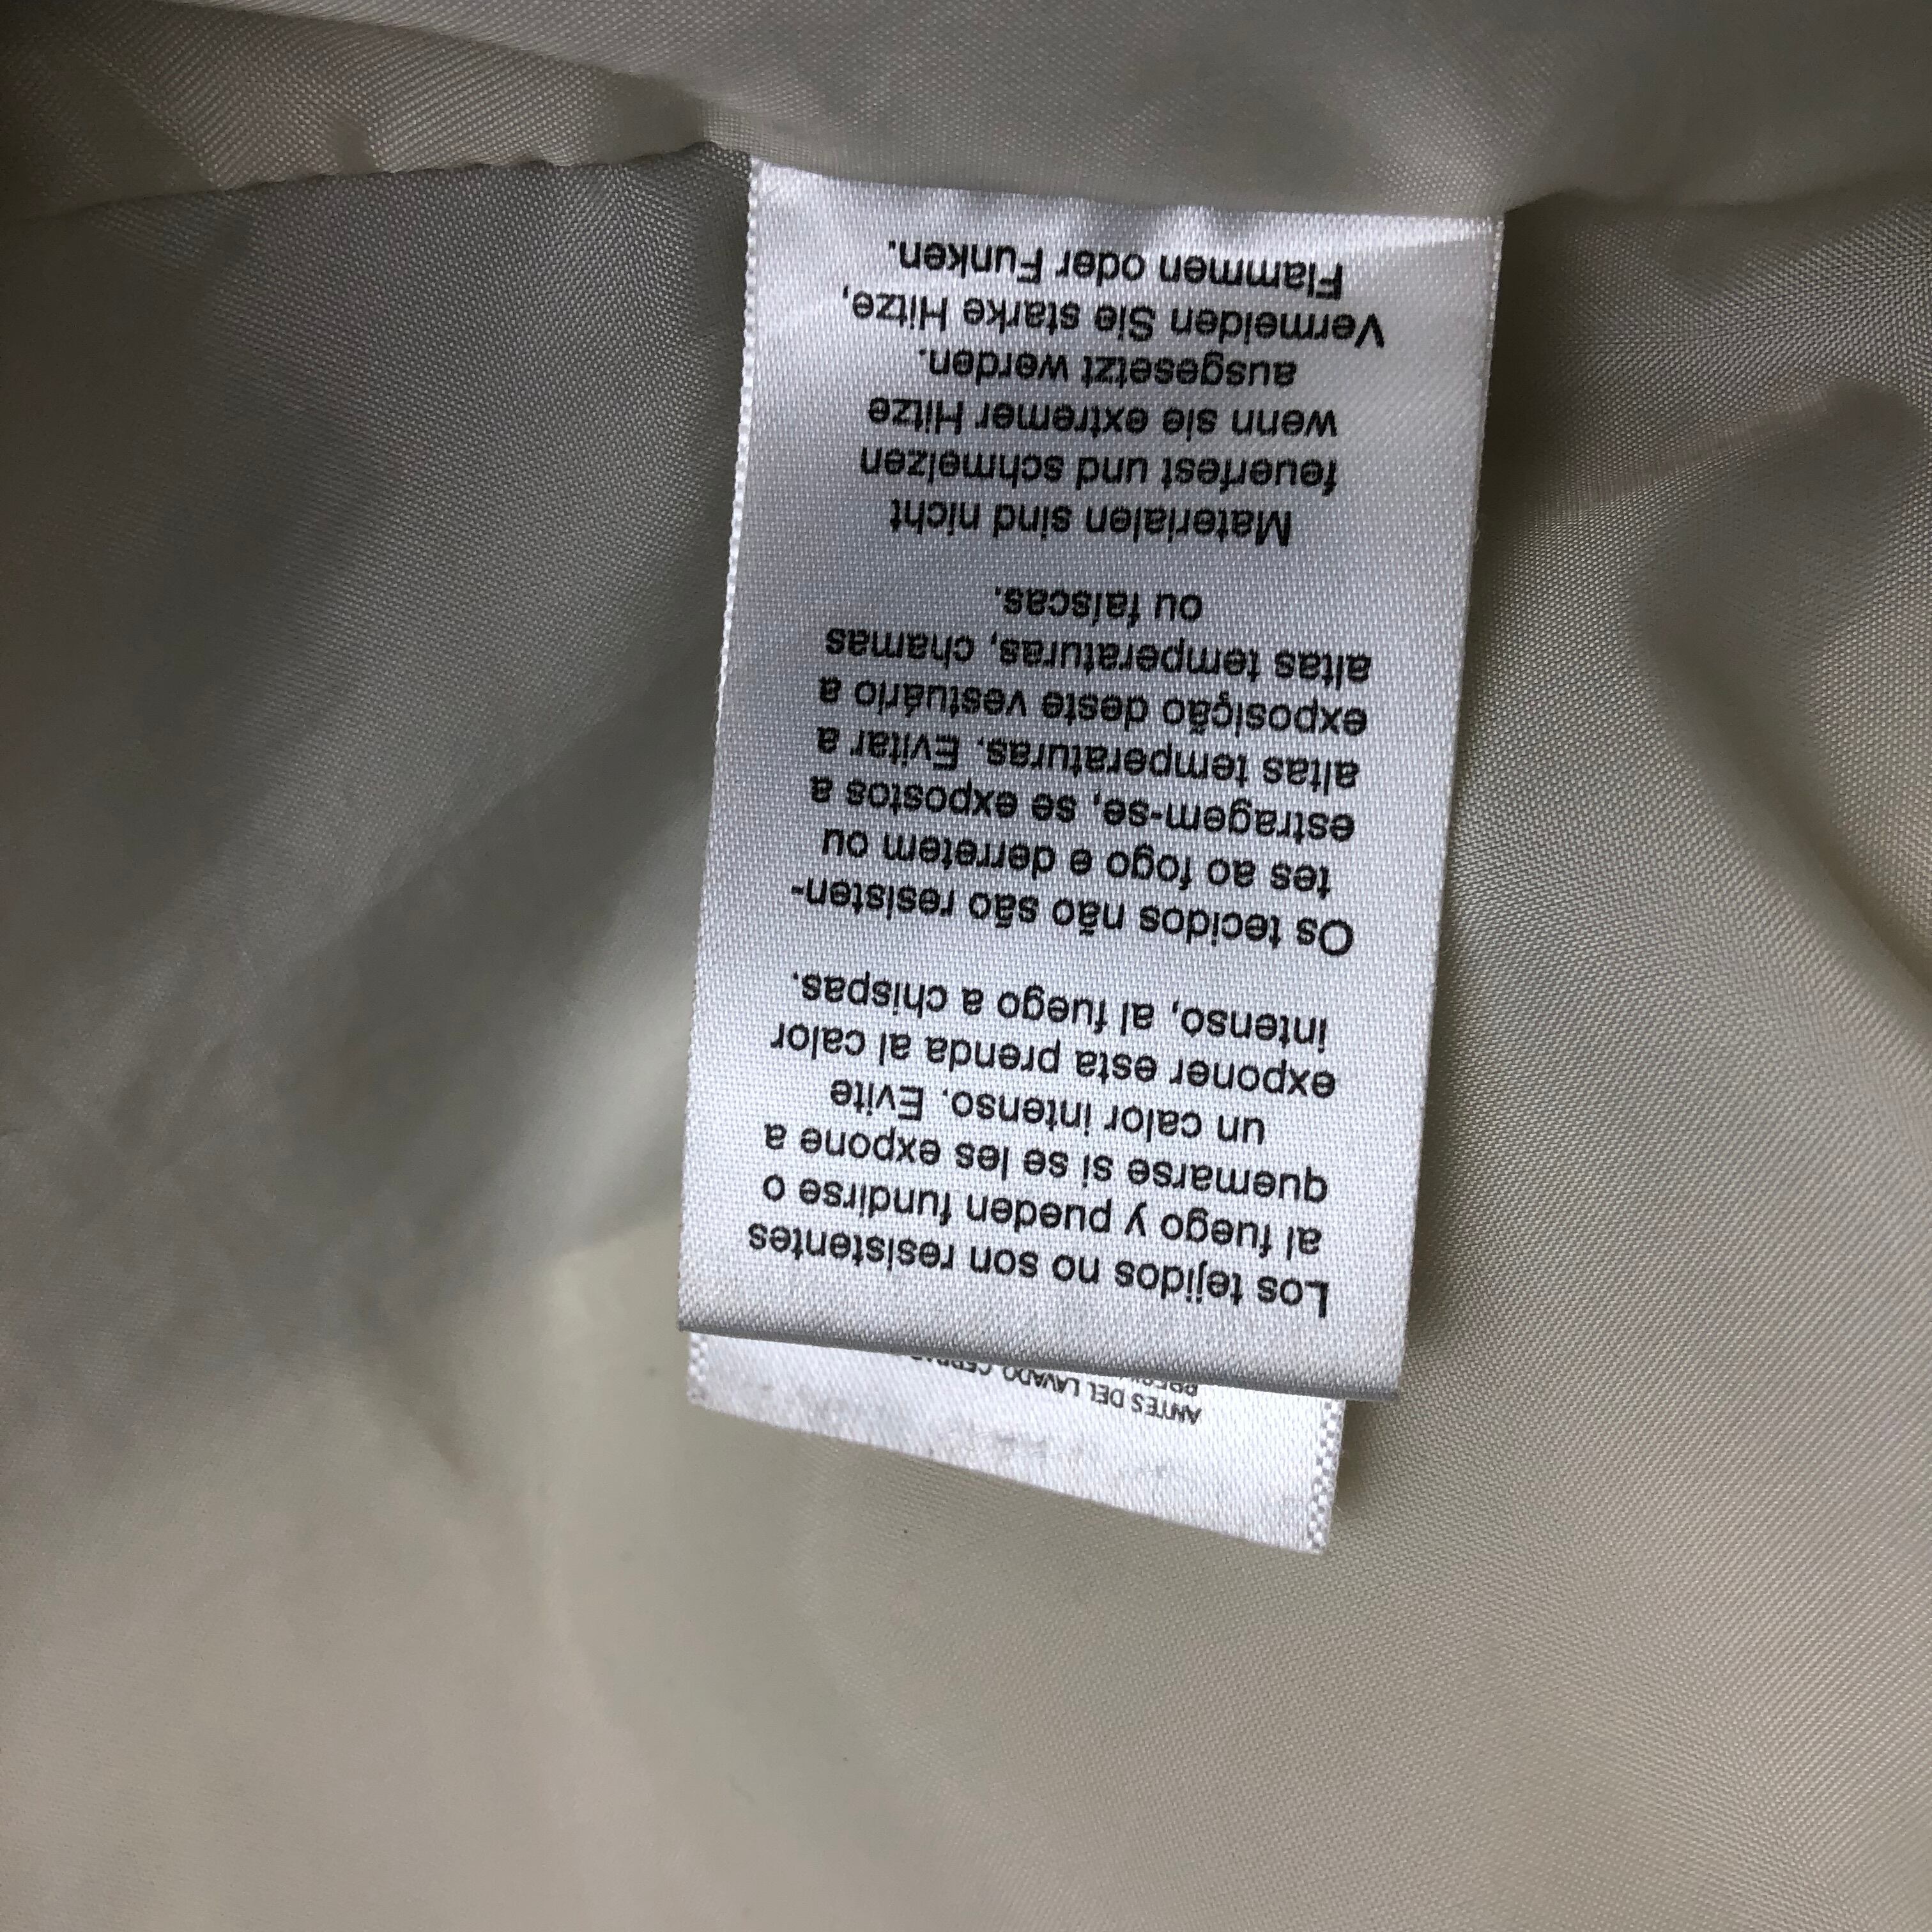 Los tejidos no son resistentes
al fuego y pueden fundirse o
quemarse si se les expone a
un calor intenso. Evite
exponer esta prenda al calor
intenso, al fuego a chispas.
Os tecidos não são resisten-
tes ao fogo e derretem ou
estragem-se, se expostos a
altas temperaturas. Evitar a
exposição deste vestuário a
altas temperaturas, chamas
ou faíscas.
Materialen sind nicht
feuerfest und schmelzen
wenn sie extremer Hitze
ausgesetzt werden.
Vermeiden Sie starke Hitze,
Flammen oder Funken.
ANTES DEL LAVADO